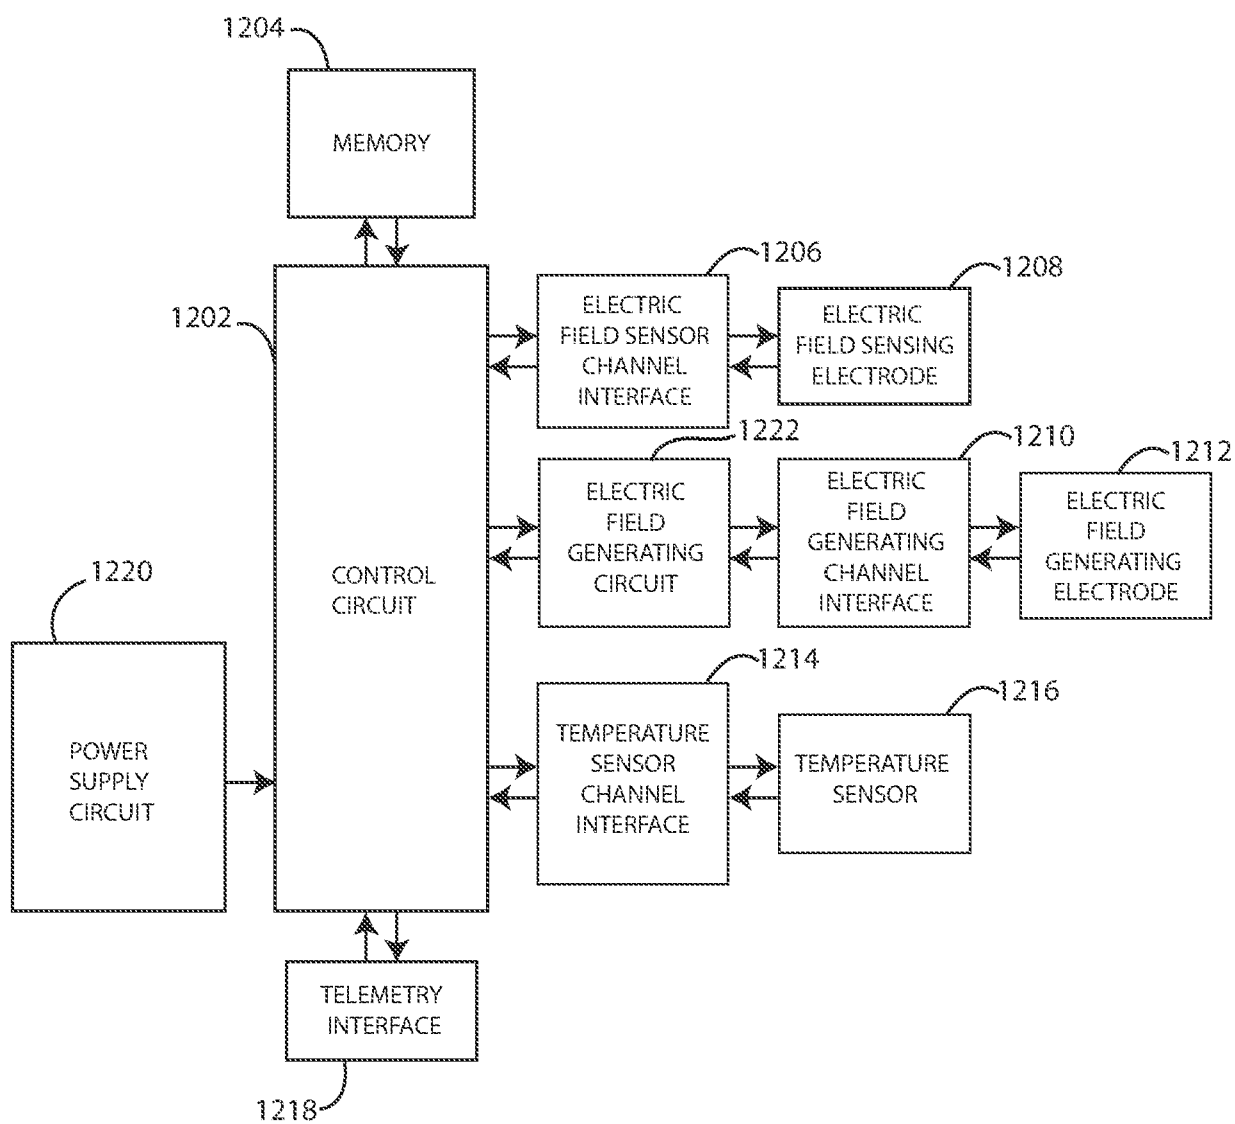 1204
MEMORY
1206
1208
1202
ELECTRIC
FIELD SENSOR
CHANNEL
INTERFACE
ELECTRIC
FIELD SENSING
ELECTRODE
1222
1210
1212
ELECTRIC
FIELD
GENERATING
CIRCUIT
ELECTRIC
FIELD
GENERATING
CHANNEL
INTERFACE
ELECTRIC
FIELD
GENERATING
ELECTRODE
CONTROL
CIRCUIT
1220
POWER
SUPPLY
CIRCUIT
1214
1216
TEMPERATURE
SENSOR
CHANNEL
INTERFACE
TEMPERATURE
SENSOR
TELEMETRY
INTERFACE
1218